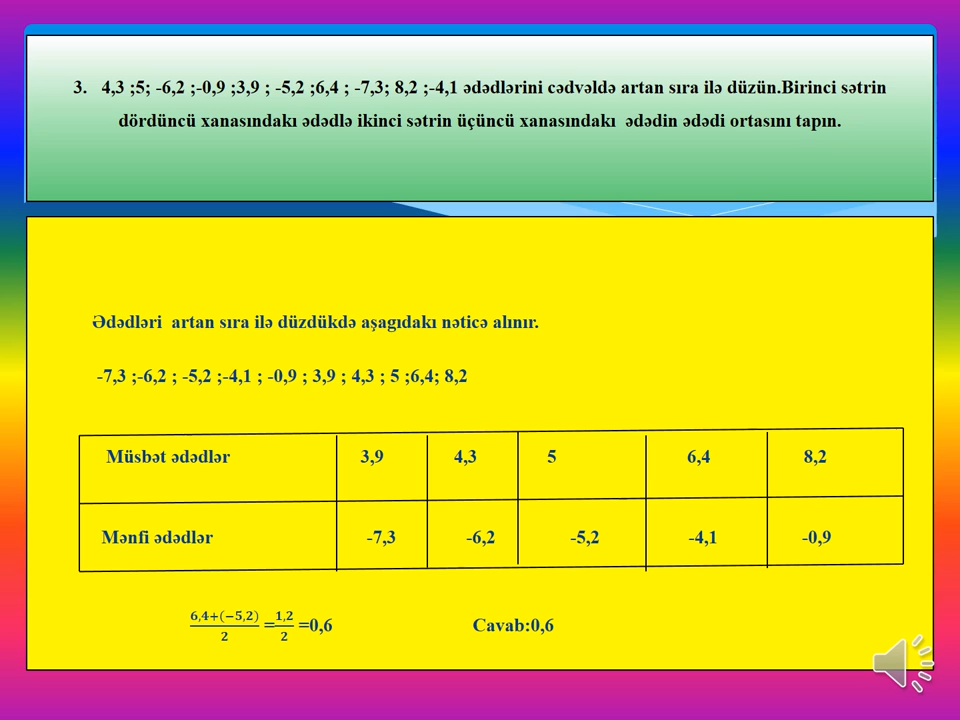 3. 4,3 ;5; -6,2 ;-0,9 ;3,9 ; -5,2 ;6,4 ; -7,3; 8,2 ;-4,1 ədədlərini cədvəldə artan sıra ilə düzün.Birinci sətrin
dördüncü xanasındakı ədədlə ikinci sətrin üçüncü xanasındakı ədədin ədədi ortasını tapın.
Ədədləri artan sıra ilə düzdükdə aşagıdakı nəticə alınır.
-7,3 ;-6,2 ; -5,2 ;-4,1 ; -0,9 ; 3,9 ; 4,3 ; 5 ;6,4; 8,2
Müsbət ədədlər 3,9 4,3 5 6,4 8,2
Mənfi ədədlər -7,3 -6,2 -5,2 -4,1 -0,9
(6,4+(−5,2))/2 =1,2/2 =0,6 Cavab:0,6